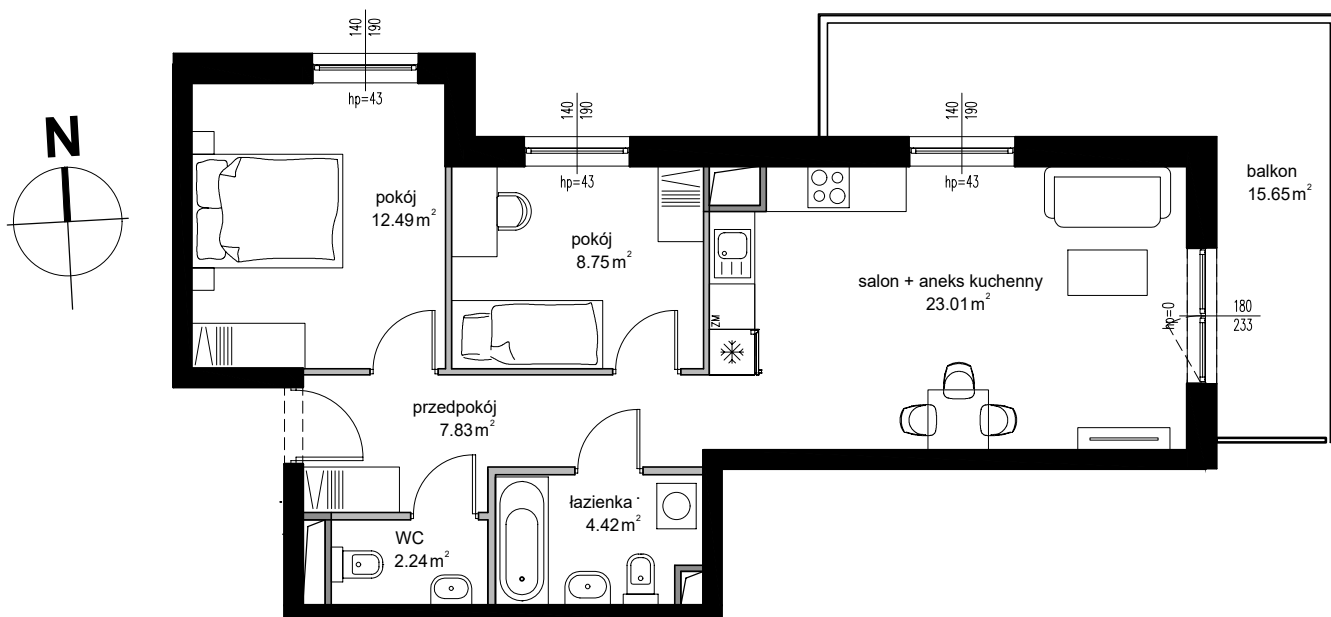 140
190
hp=43
N
140
190
hp=43
140
190
hp=43
balkon
15.65 m²
pokój
12.49 m²
pokój
8.75 m²
salon + aneks kuchenny
23.01 m²
hp=0
180
233
ZM
przedpokój
7.83 m²
łazienka
4.42 m²
WC
2.24 m²